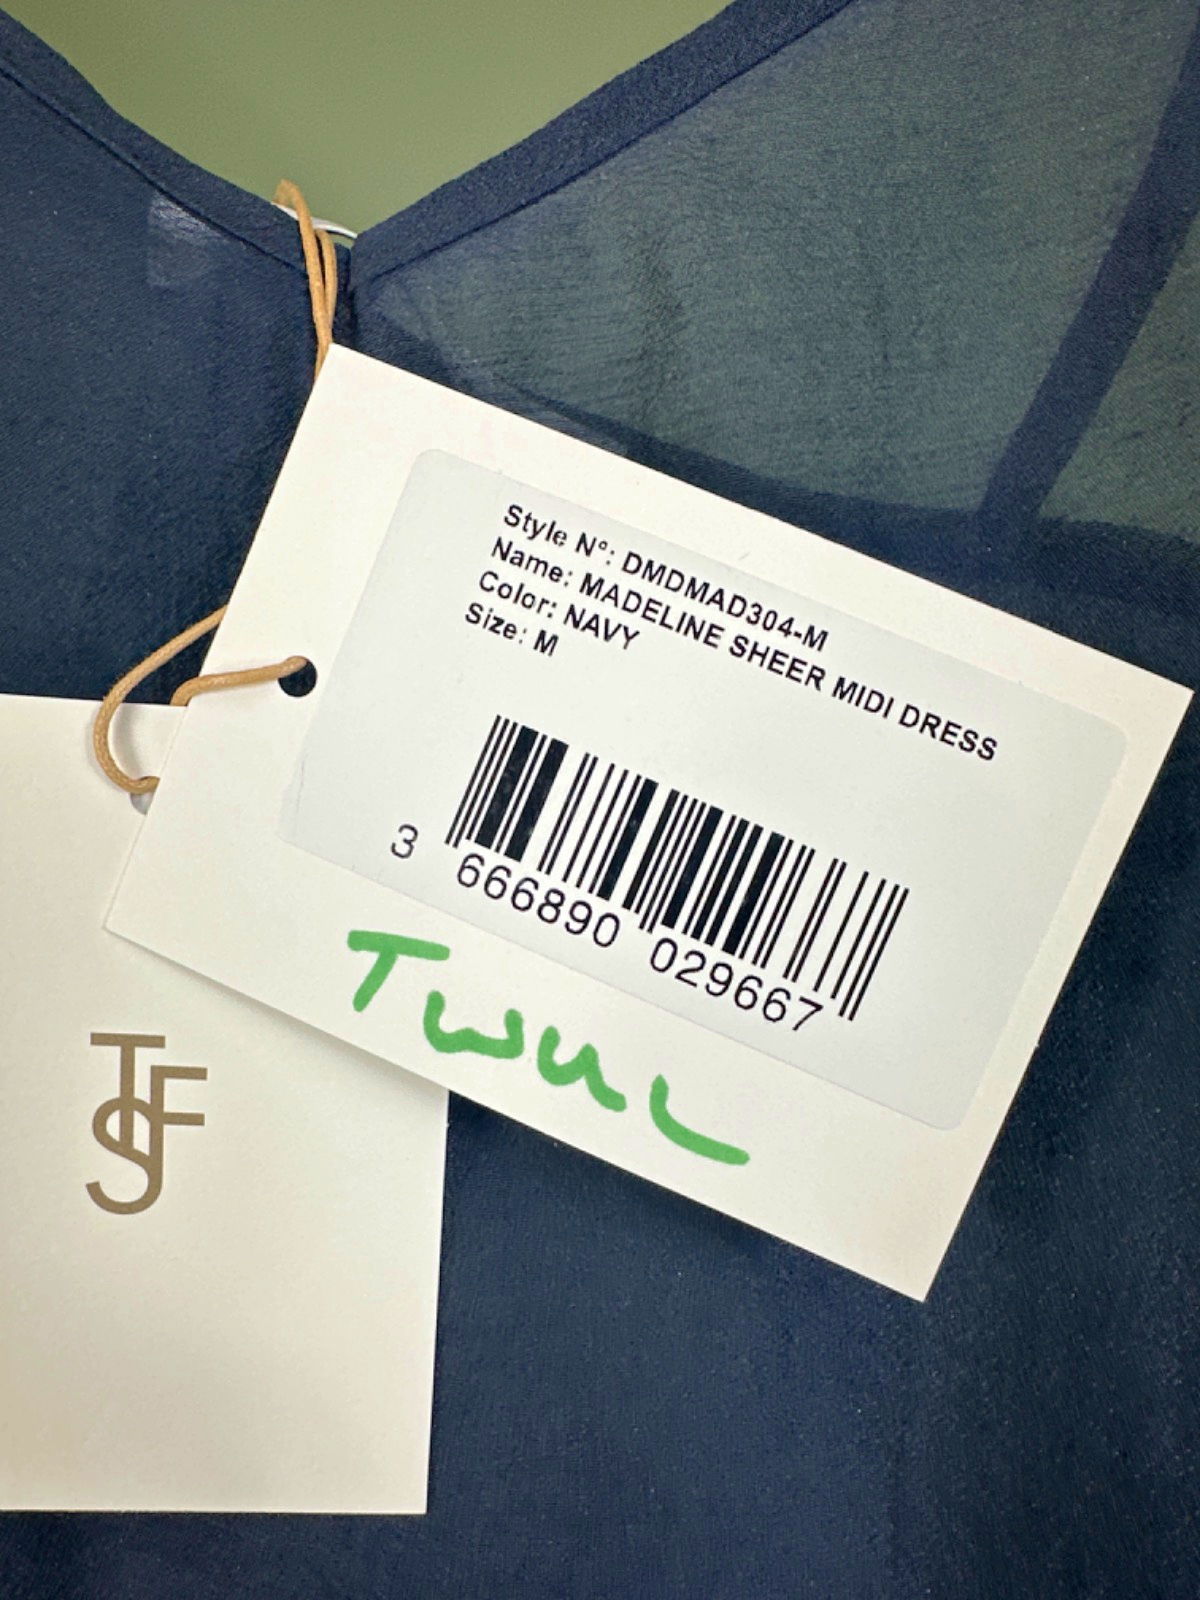 Style N°: DMDMAD304-M
Name: MADELINE SHEER MIDI DRESS
Color: NAVY
Size: M
3 666890 029667
TWUL
TSF